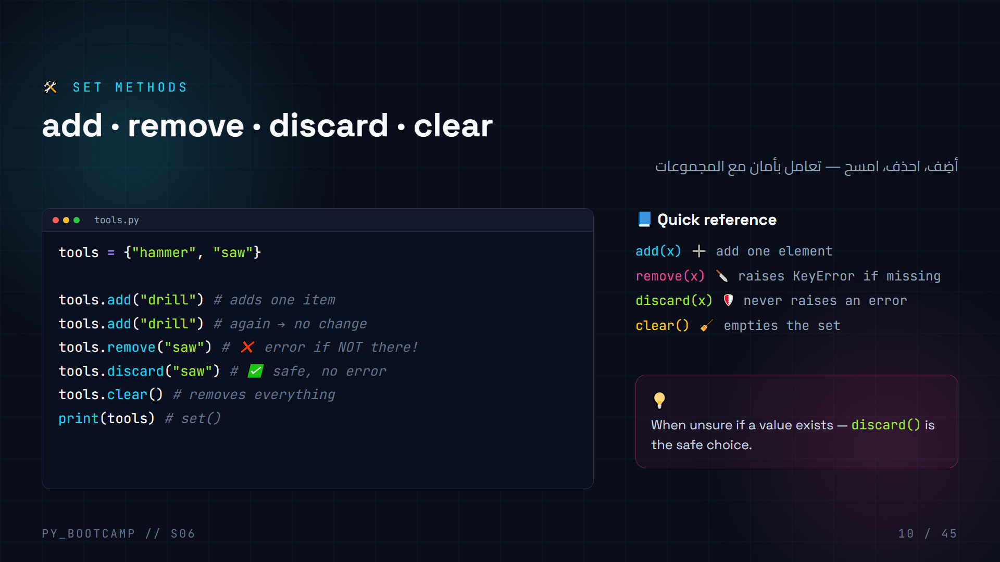 🛠 SET METHODS
add · remove · discard · clear
أضِف، احذف، امسح — تعامل بأمان مع المجموعات
tools.py
tools = {"hammer", "saw"}
tools.add("drill") # adds one item
tools.add("drill") # again → no change
tools.remove("saw") # ❌ error if NOT there!
tools.discard("saw") # ✅ safe, no error
tools.clear() # removes everything
print(tools) # set()
📘 Quick reference
add(x) ➕ add one element
remove(x) 🔪 raises KeyError if missing
discard(x) 🛡 never raises an error
clear() 🧹 empties the set
💡
When unsure if a value exists — discard() is
the safe choice.
PY_BOOTCAMP // S06
10 / 45